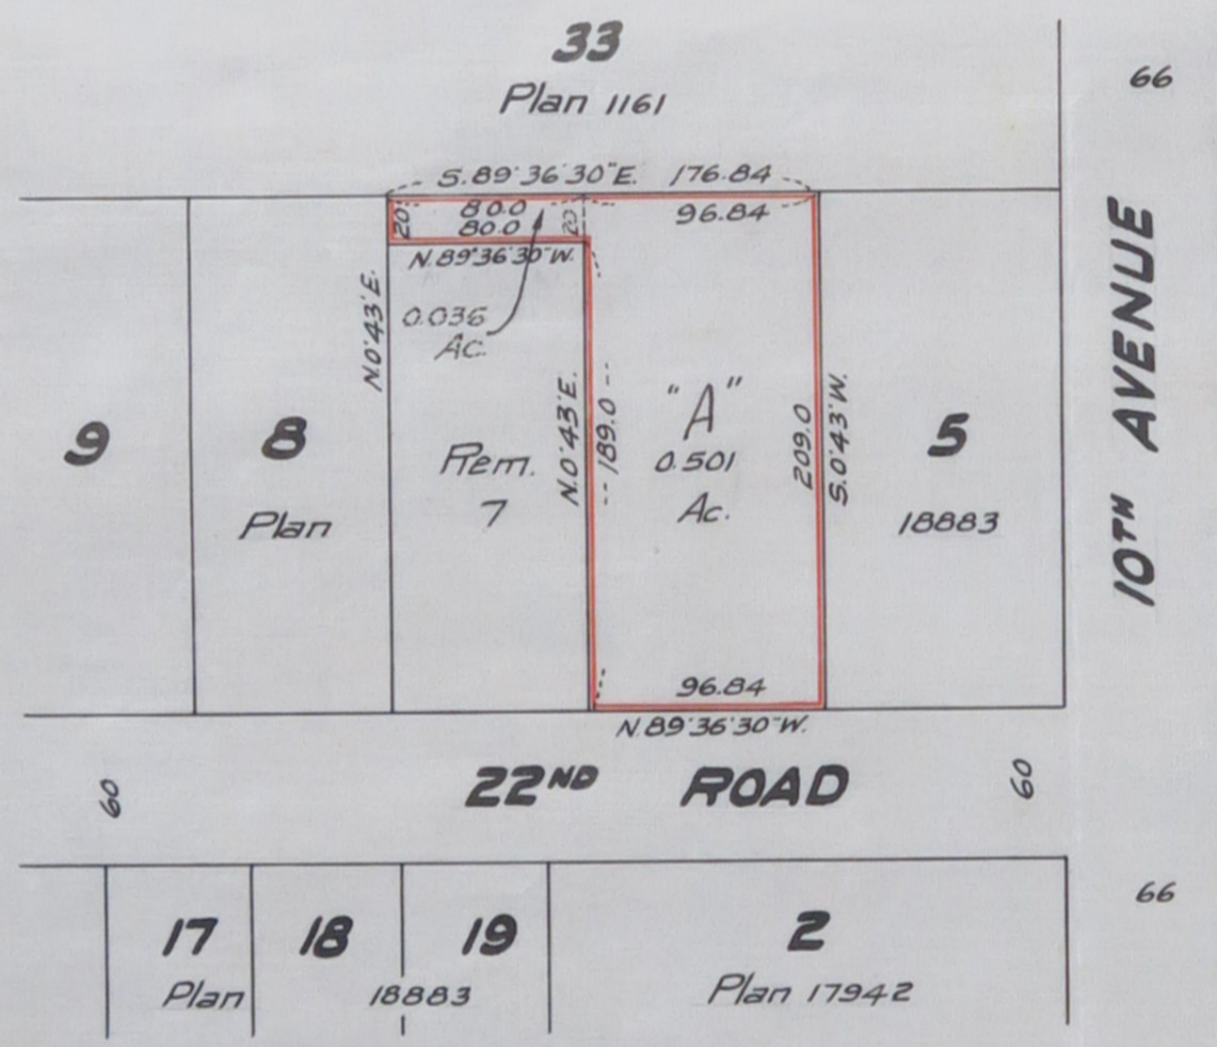 33
66
Plan 1161
S.89°36'30"E. 176.84
20
80.0
80.0
20
96.84
N.89°36'30"W.
N.0°43'E.
0.036
Ac.
N.0°43'E.
189.0
"A"
0.501
Ac.
209.0
S.0°43'W.
9
8
Plan
Rem.
7
5
18883
10TH AVENUE
96.84
N.89°36'30"W.
60
22ND ROAD
60
66
17
18
19
2
Plan
18883
Plan 17942